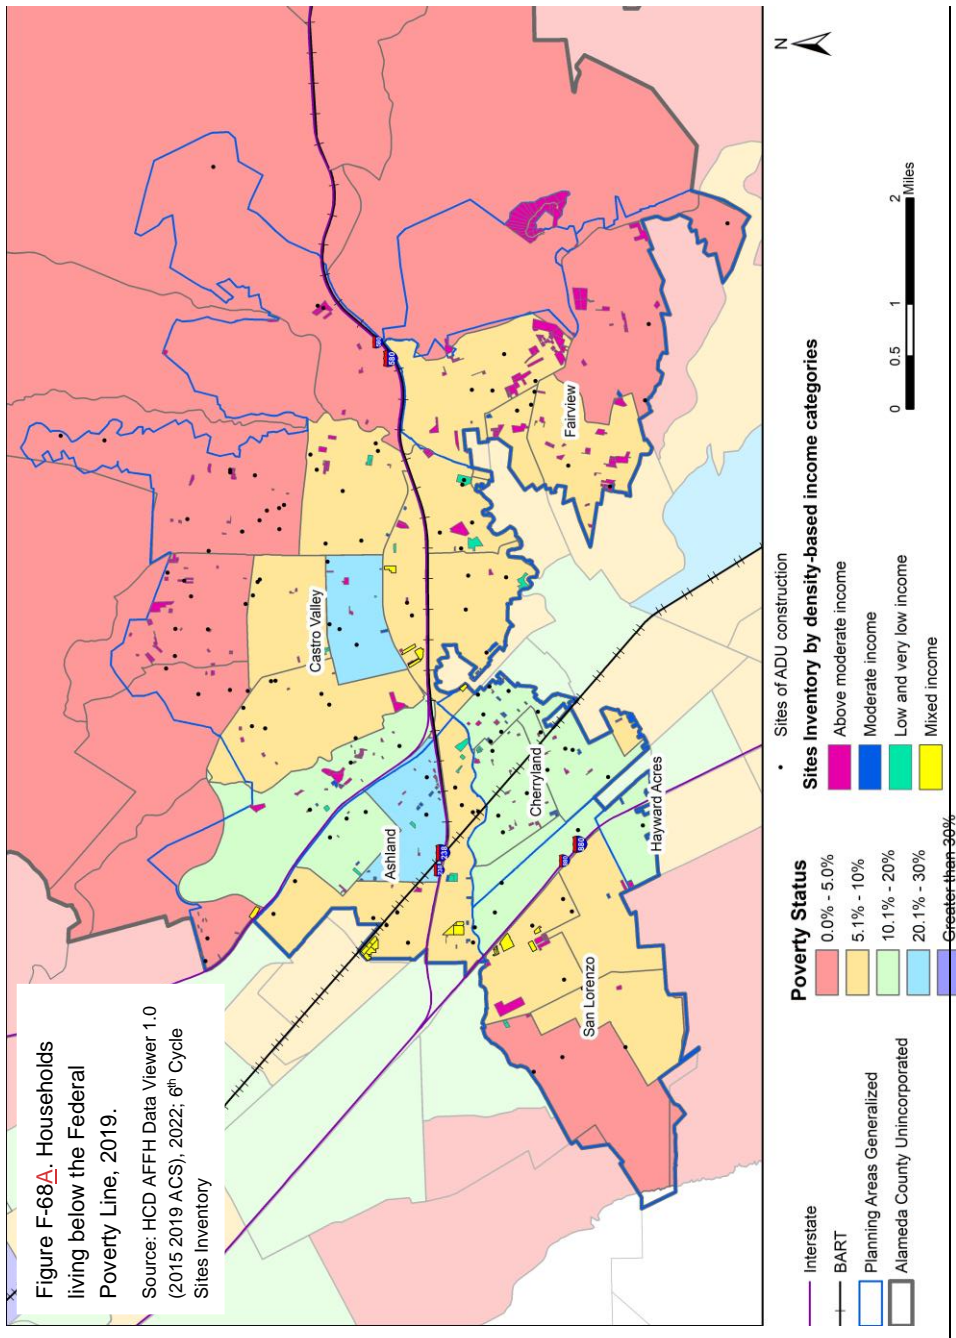 Figure F-68A. Households
living below the Federal
Poverty Line, 2019.
Source: HCD AFFH Data Viewer 1.0
(2015 2019 ACS), 2022; 6th Cycle
Sites Inventory
Castro Valley
Fairview
Ashland
Cherryland
Hayward Acres
San Lorenzo
580
238
880
N
0
0.5
1
2
Miles
Interstate
BART
Planning Areas Generalized
Alameda County Unincorporated
Poverty Status
0.0% - 5.0%
5.1% - 10%
10.1% - 20%
20.1% - 30%
Greater than 30%
Sites of ADU construction
Sites Inventory by density-based income categories
Above moderate income
Moderate income
Low and very low income
Mixed income